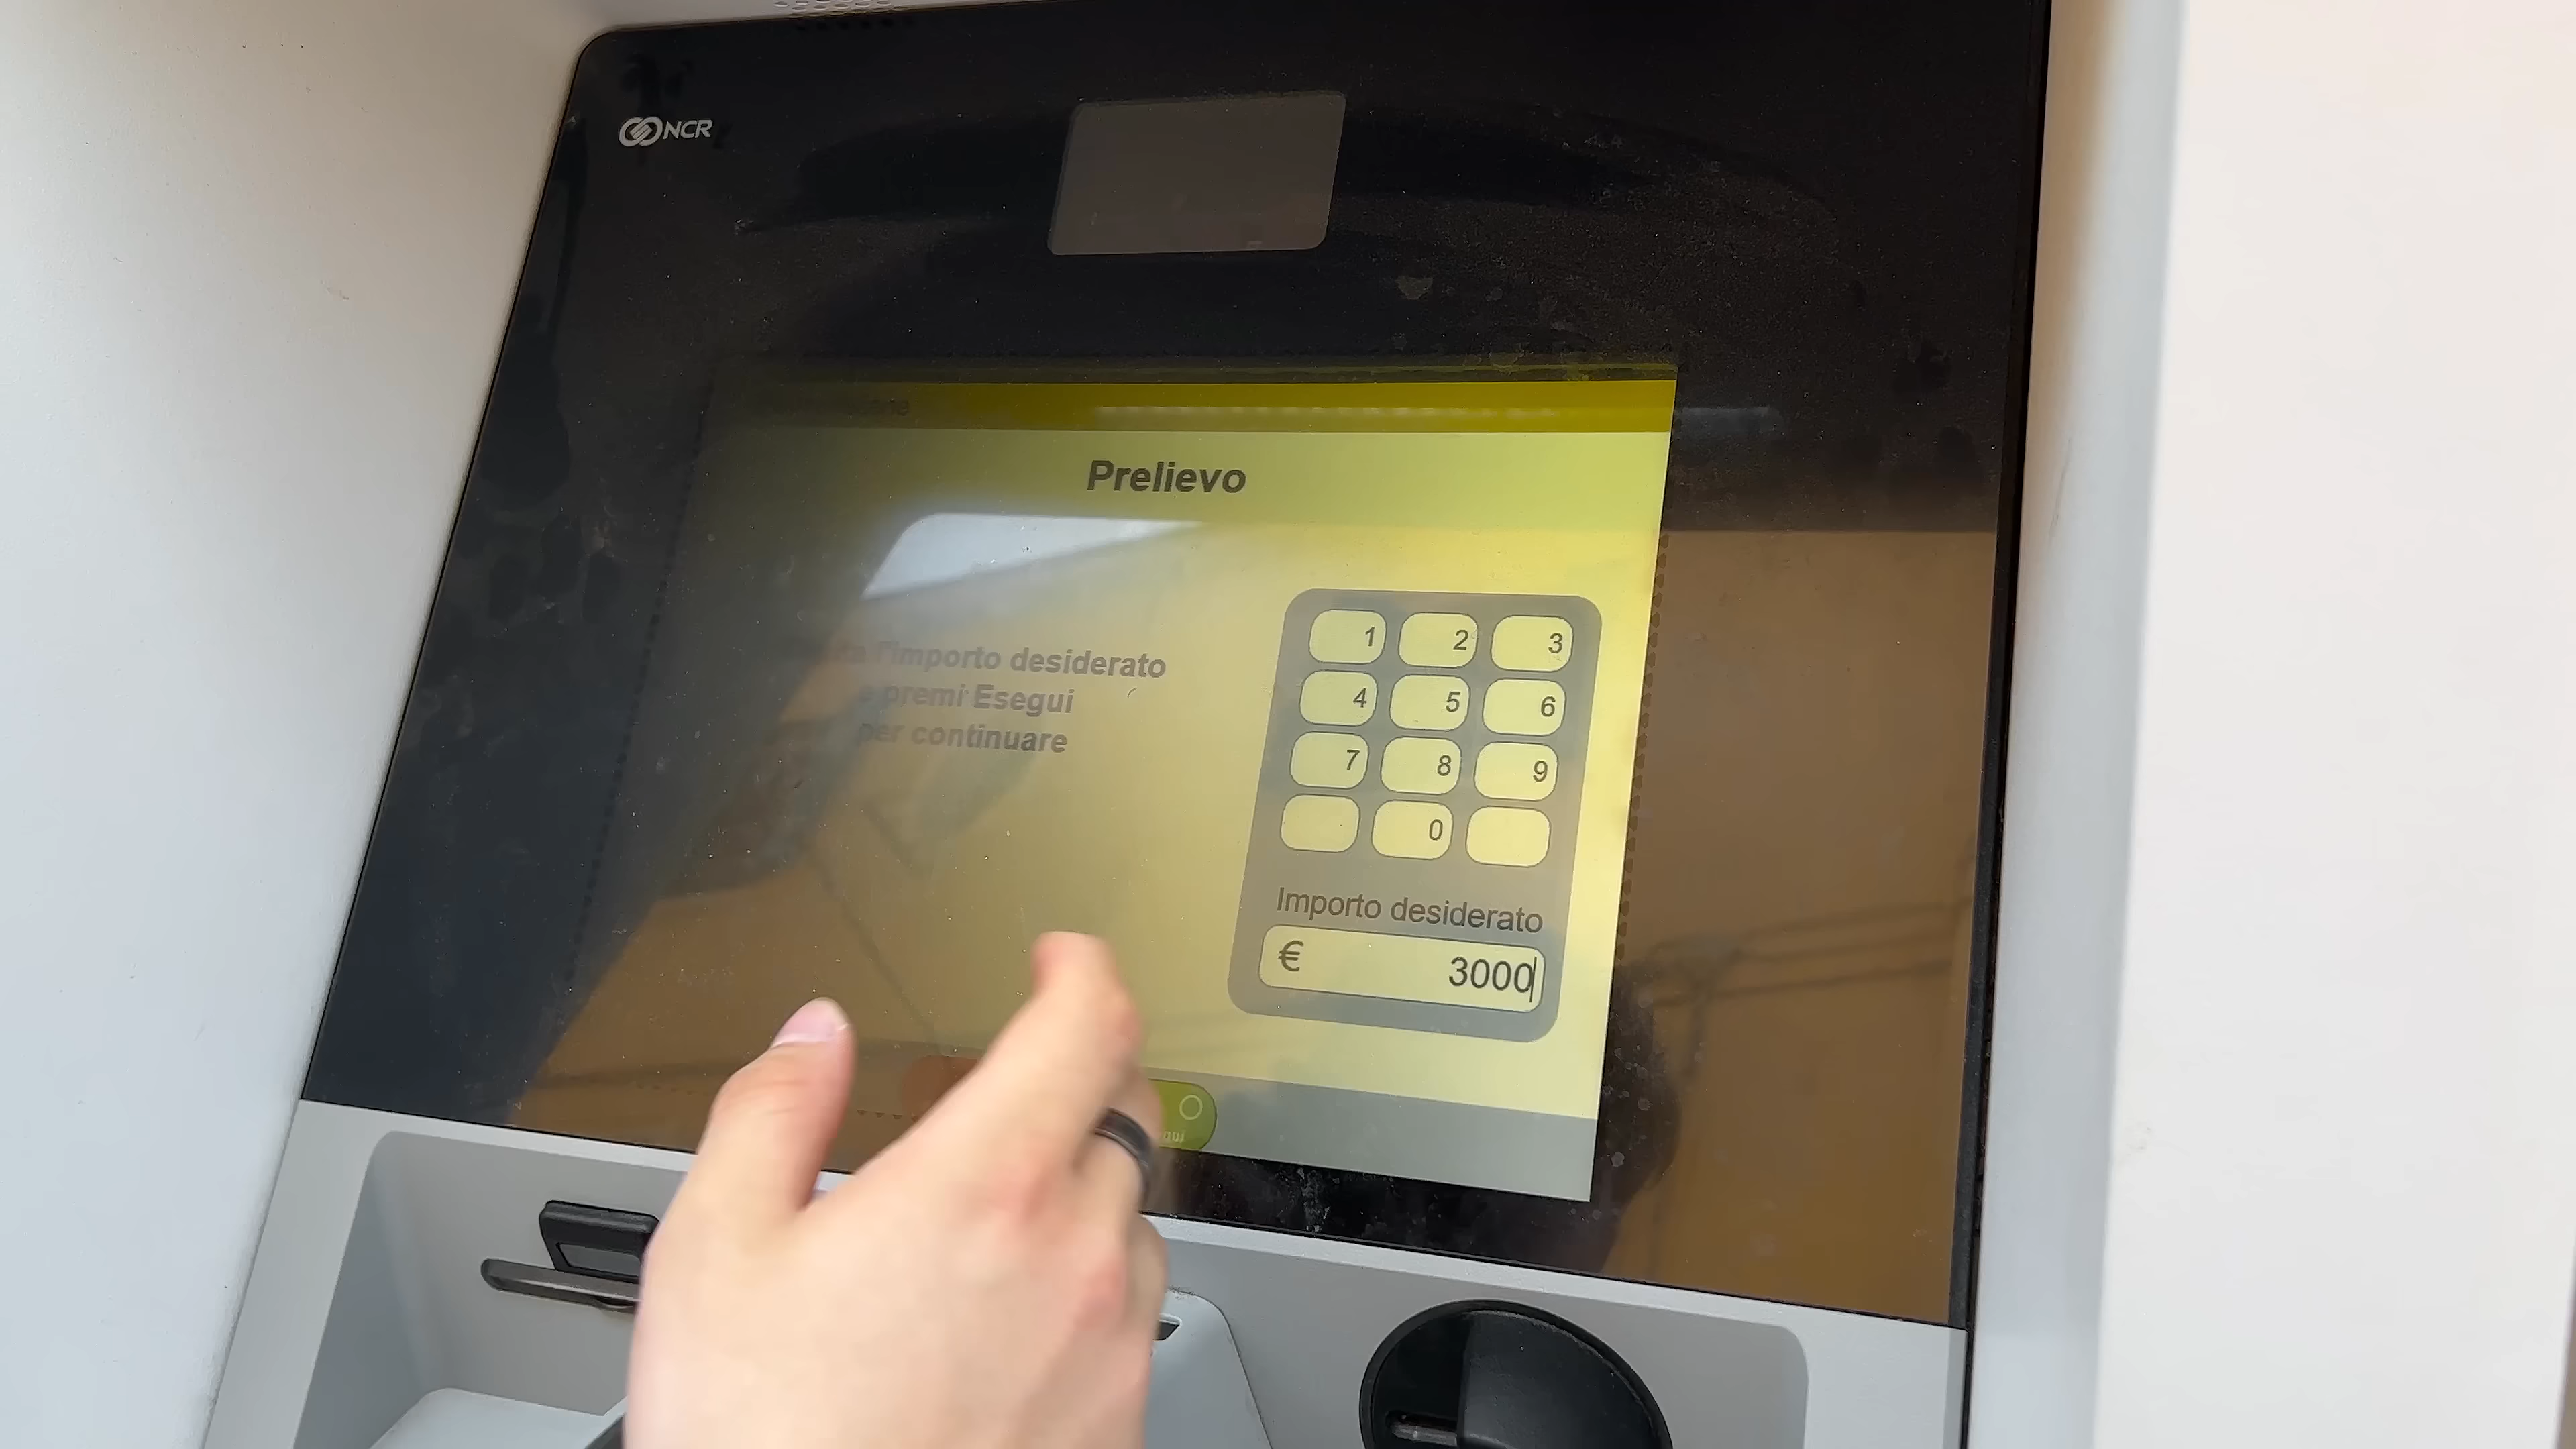 NCR
Prelievo
l'importo desiderato
e premi Esegui
per continuare
1 2 3
4 5 6
7 8 9
0
Importo desiderato
€ 3000